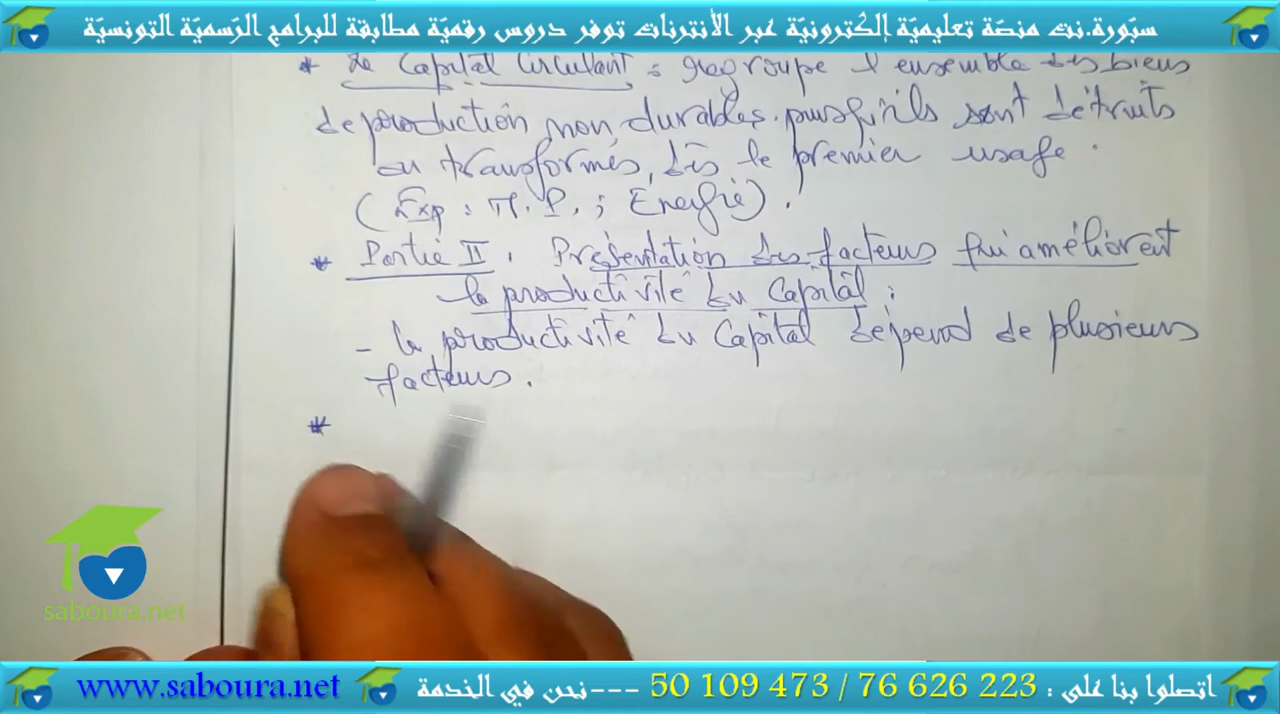 سبّورة.نت منصّة تعليميّة إلكترونيّة عبر الأنترنات توفر دروس رقميّة مطابقة للبرامج الرّسميّة التونسيّة
* Le Capital Circulant : regroupe l'ensemble des biens
de production non durables puisqu'ils sont détruits
ou transformés, dès le premier usage.
(Exp : M.P. ; Énergie).
* Partie II. Présentation des facteurs qui améliorent
la productivité du Capital :
- la productivité du Capital dépend de plusieurs
facteurs.
*
saboura.net
www.saboura.net
اتصلوا بنا على : 223 626 76 / 473 109 50 ---نحن في الخدمة